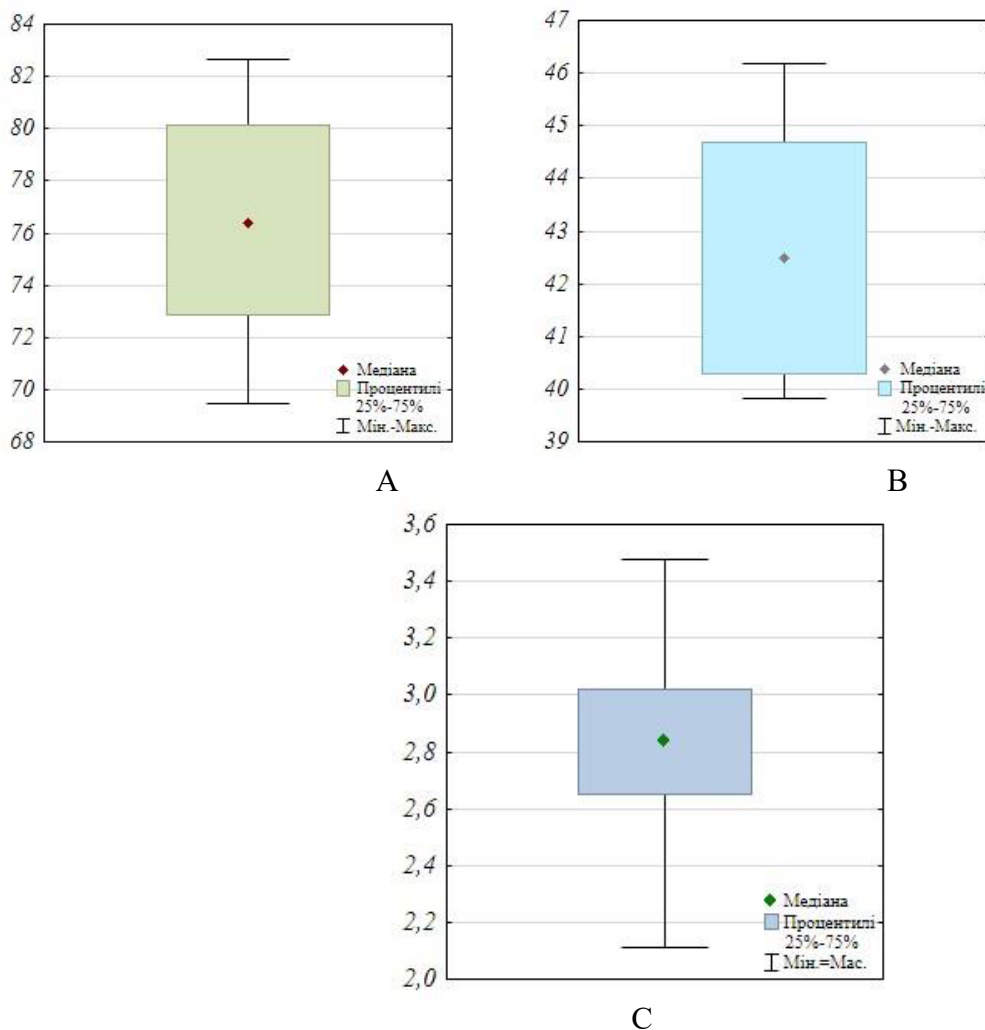 84
82
80
78
76
74
72
70
68
Медіана
Процентилі
25%-75%
Мін.-Макс.
A
47
46
45
44
43
42
41
40
39
Медіана
Процентилі
25%-75%
Мін.-Макс.
B
3,6
3,4
3,2
3,0
2,8
2,6
2,4
2,2
2,0
Медіана
Процентилі
25%-75%
Мін.=Мас.
C